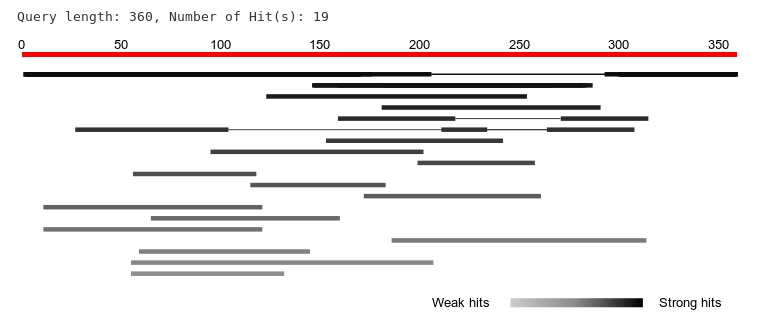 Query length: 360, Number of Hit(s): 19
0 50 100 150 200 250 300 350
Weak hits Strong hits